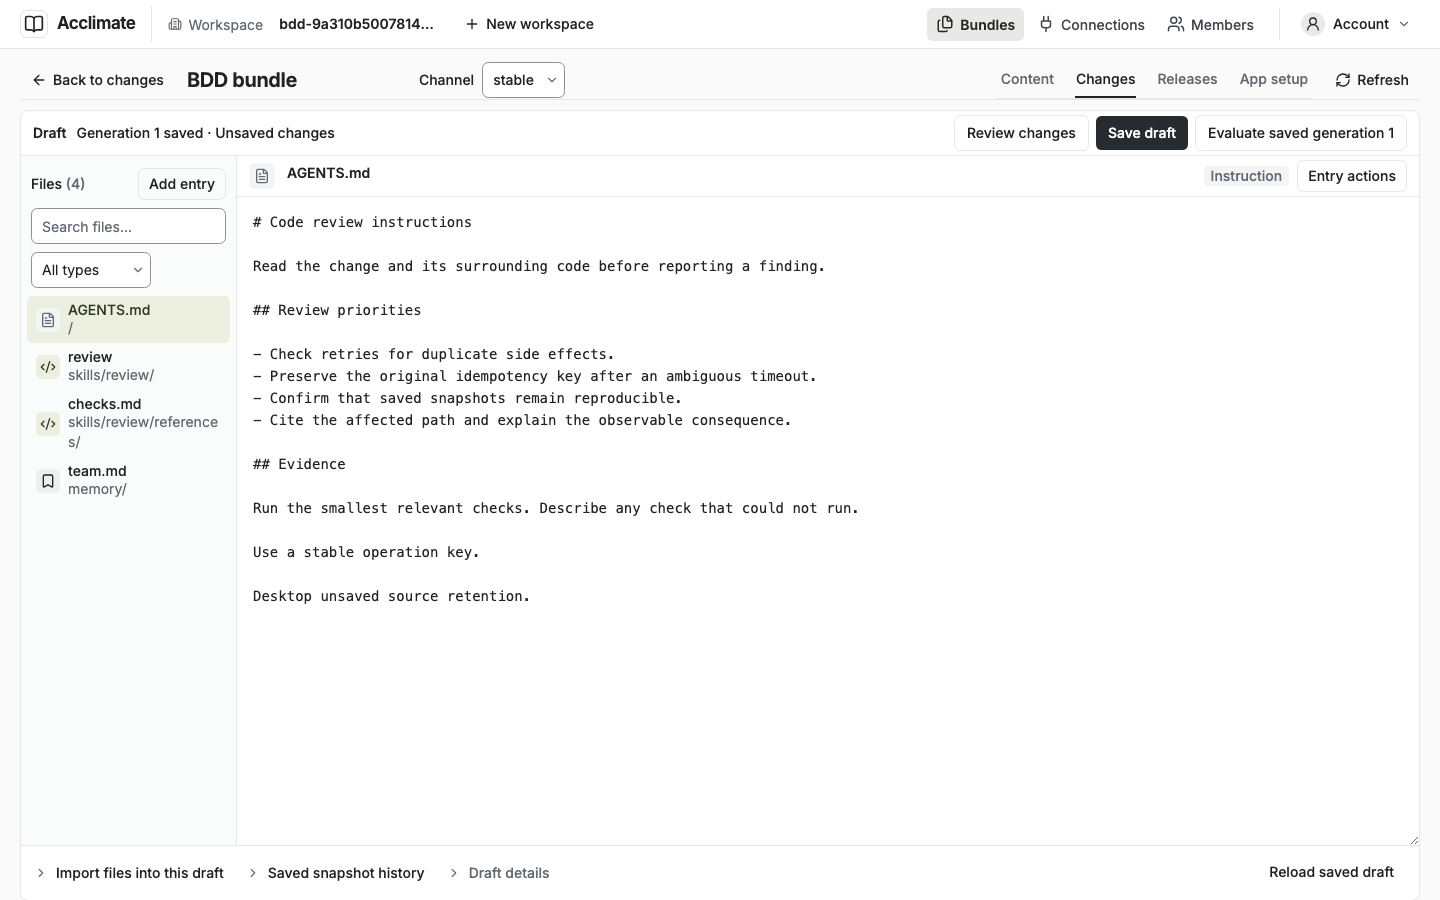 Acclimate
Workspace
bdd-9a310b5007814...
New workspace
Bundles
Connections
Members
Account
Back to changes
BDD bundle
Channel
stable
Content
Changes
Releases
App setup
Refresh
Draft
Generation 1 saved · Unsaved changes
Review changes
Save draft
Evaluate saved generation 1
Files (4)
Add entry
Search files...
All types
AGENTS.md
/
review
skills/review/
checks.md
skills/review/reference
s/
team.md
memory/
AGENTS.md
Instruction
Entry actions
# Code review instructions
Read the change and its surrounding code before reporting a finding.
## Review priorities
- Check retries for duplicate side effects.
- Preserve the original idempotency key after an ambiguous timeout.
- Confirm that saved snapshots remain reproducible.
- Cite the affected path and explain the observable consequence.
## Evidence
Run the smallest relevant checks. Describe any check that could not run.
Use a stable operation key.
Desktop unsaved source retention.
Import files into this draft
Saved snapshot history
Draft details
Reload saved draft